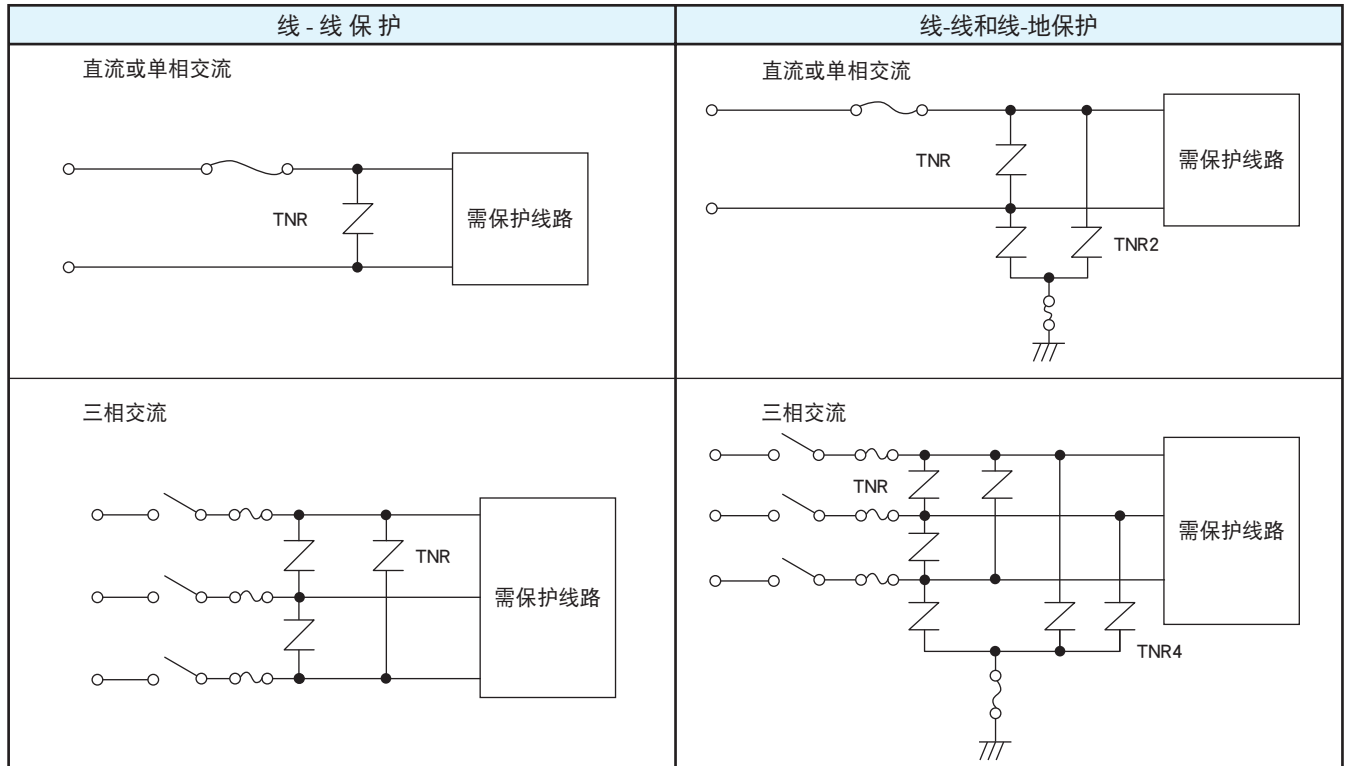 线 - 线 保 护
线-线和线-地保护
直流或单相交流
TNR
需保护线路
直流或单相交流
TNR
需保护线路
TNR2
三相交流
TNR
需保护线路
三相交流
TNR
需保护线路
TNR4